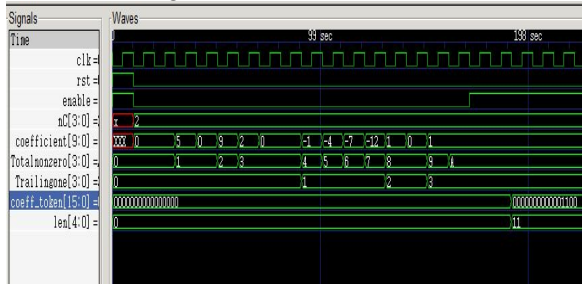 Signals
Waves
Time
99 sec
198 sec
clk =
rst =
enable =
nC[3:0] =
x 2
coefficient[9:0] =
XXX 0 5 0 9 2 0 -1 -4 -7 -12 1 0 1
Totalnonzero[3:0] =
0 1 2 3 4 5 6 7 8 9 A
Trailingone[3:0] =
0 1 2 3
coeff_token[15:0] =
0000000000000000 0000000000001100
len[4:0] =
0 11